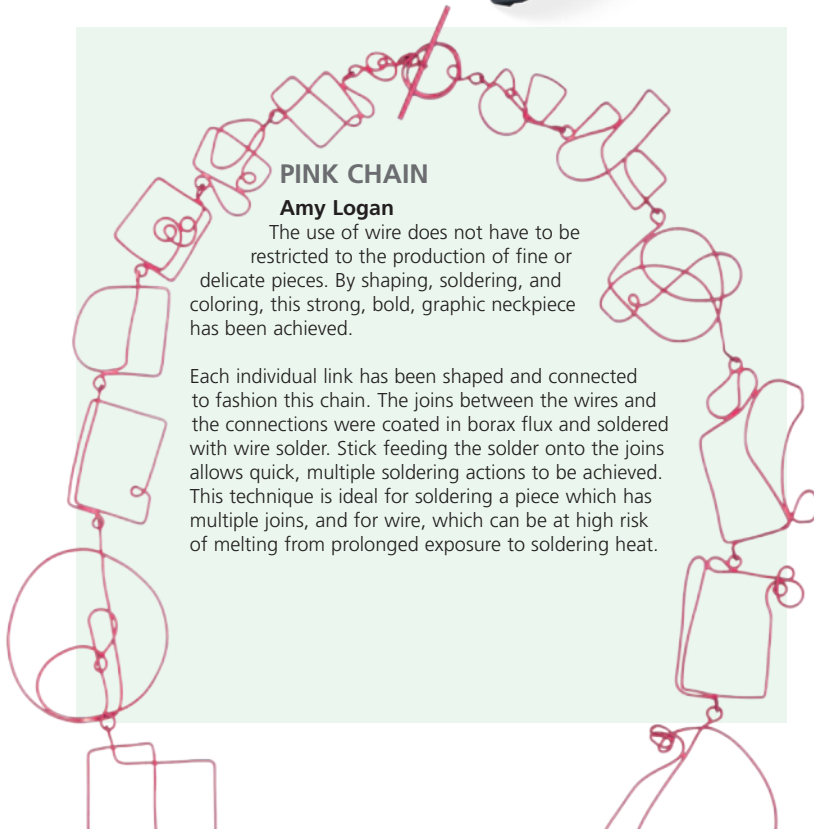 PINK CHAIN
Amy Logan
The use of wire does not have to be
restricted to the production of fine or
delicate pieces. By shaping, soldering, and
coloring, this strong, bold, graphic neckpiece
has been achieved.
Each individual link has been shaped and connected
to fashion this chain. The joins between the wires and
the connections were coated in borax flux and soldered
with wire solder. Stick feeding the solder onto the joins
allows quick, multiple soldering actions to be achieved.
This technique is ideal for soldering a piece which has
multiple joins, and for wire, which can be at high risk
of melting from prolonged exposure to soldering heat.